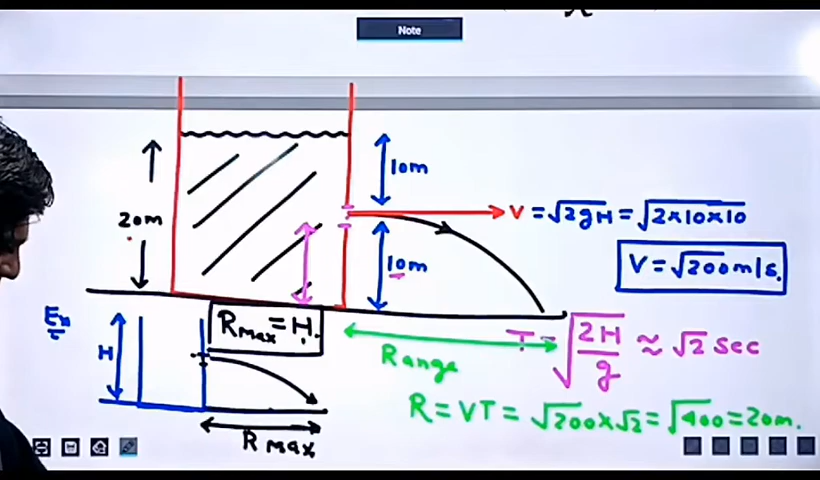 Note
10m
20m
V = √2gH = √2×10×10
10m
V = √200 m/s.
Ex
H
Rmax = H.
Range
T = √2H/g ≈ √2 sec
R = VT = √200 × √2 = √400 = 20m.
R max